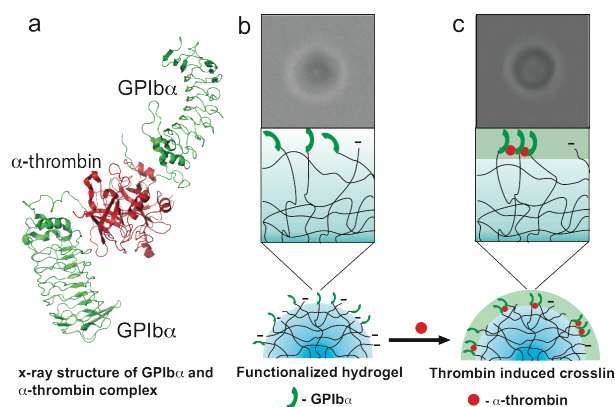 a
b
c
GPIbα
α-thrombin
GPIbα
x-ray structure of GPIbα and
α-thrombin complex
Functionalized hydrogel
- GPIbα
Thrombin induced crosslin
- α-thrombin